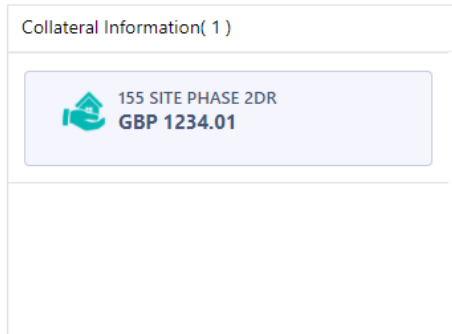 Collateral Information( 1 )
155 SITE PHASE 2DR
GBP 1234.01